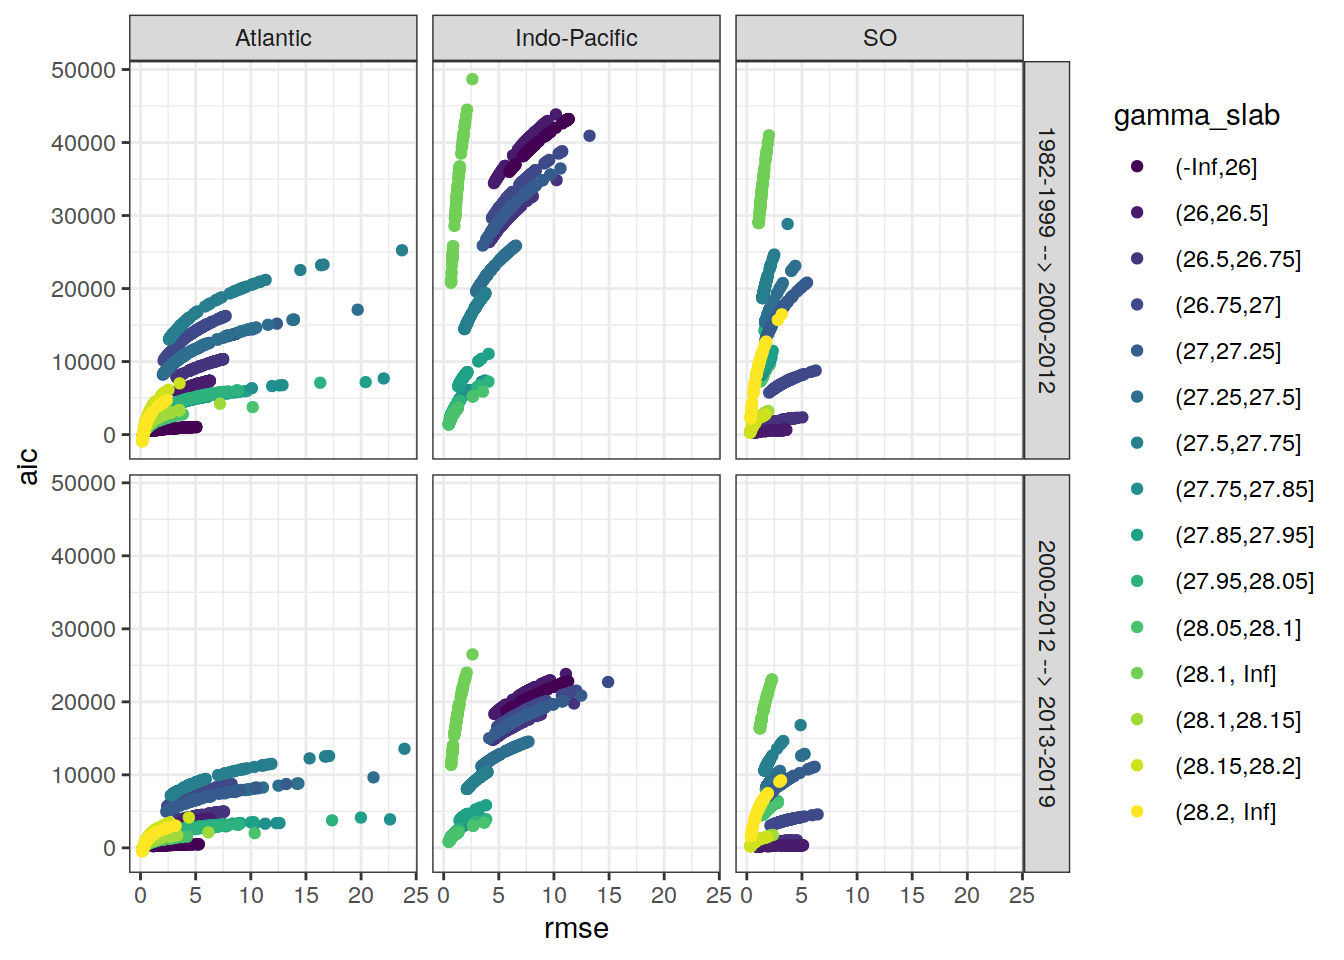 Atlantic
Indo-Pacific
SO
50000
40000
30000
20000
10000
0
1982-1999 --> 2000-2012
50000
40000
30000
20000
10000
0
2000-2012 --> 2013-2019
aic
0 5 10 15 20 25
0 5 10 15 20 25
0 5 10 15 20 25
rmse
gamma_slab
(-Inf,26]
(26,26.5]
(26.5,26.75]
(26.75,27]
(27,27.25]
(27.25,27.5]
(27.5,27.75]
(27.75,27.85]
(27.85,27.95]
(27.95,28.05]
(28.05,28.1]
(28.1, Inf]
(28.1,28.15]
(28.15,28.2]
(28.2, Inf]